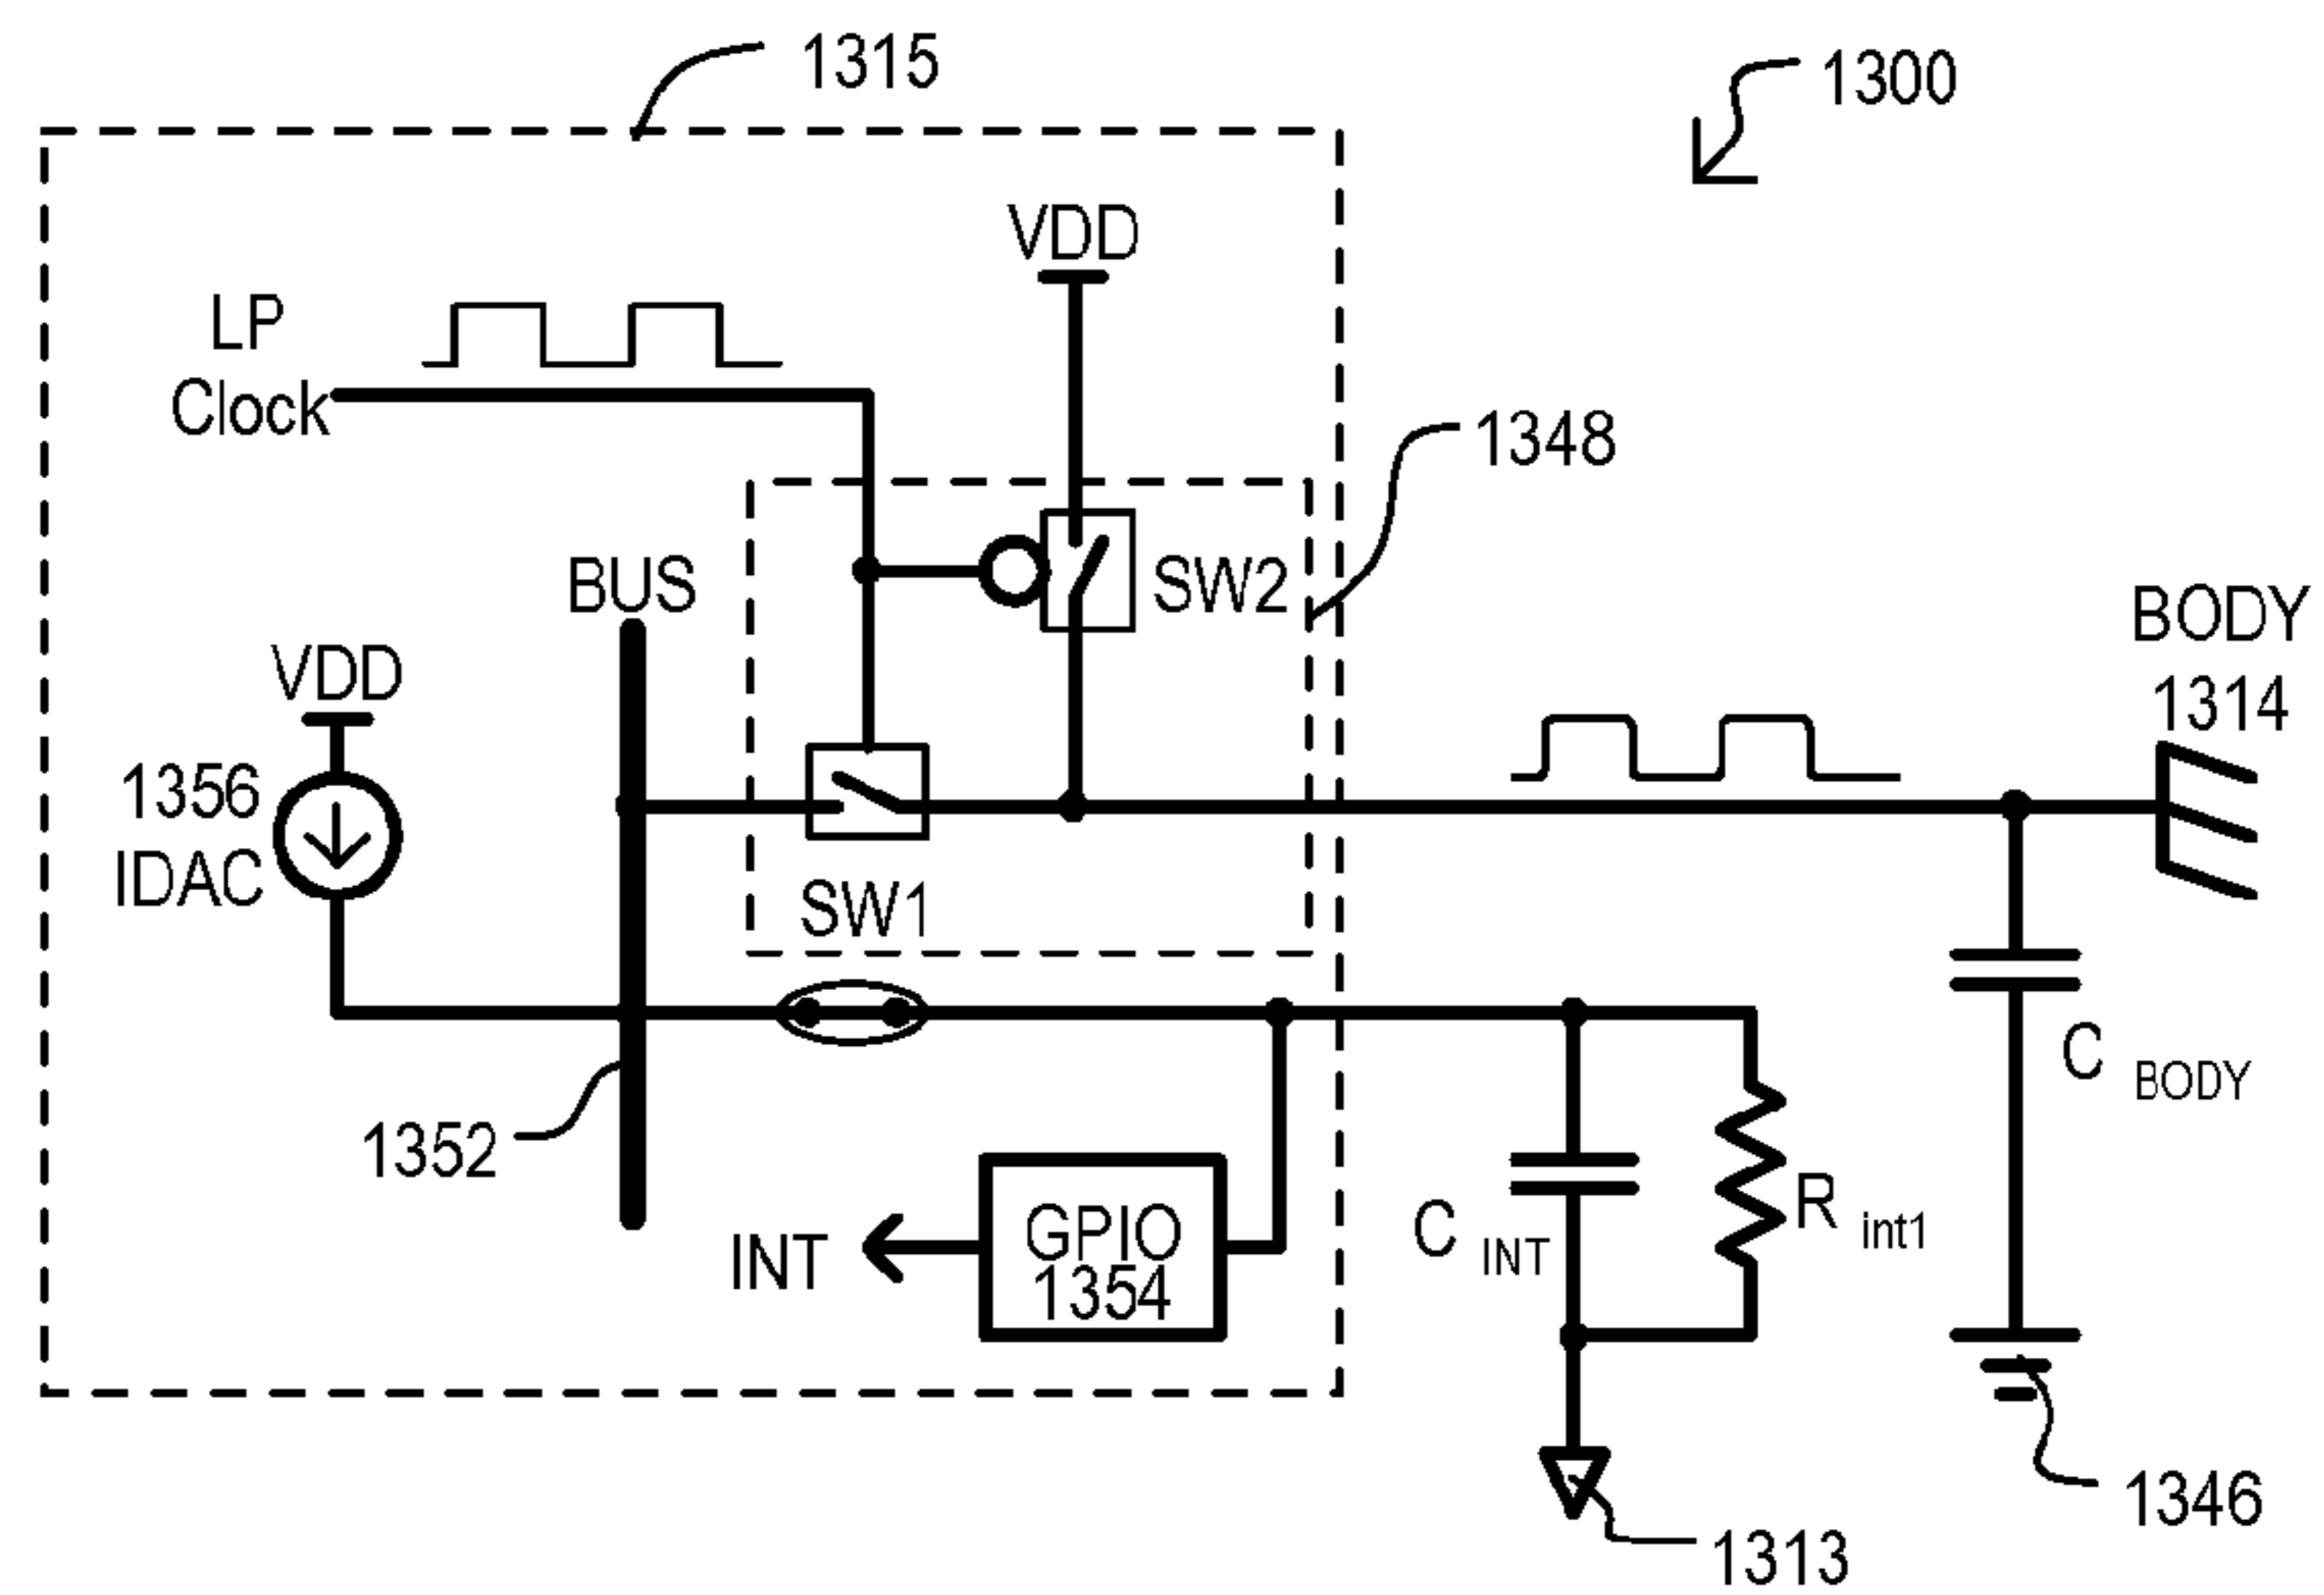 1315
1300
VDD
LP
Clock
1348
BUS
SW2
BODY
1314
VDD
1356
IDAC
SW1
C BODY
1352
INT
GPIO
1354
C INT
R int1
1346
1313